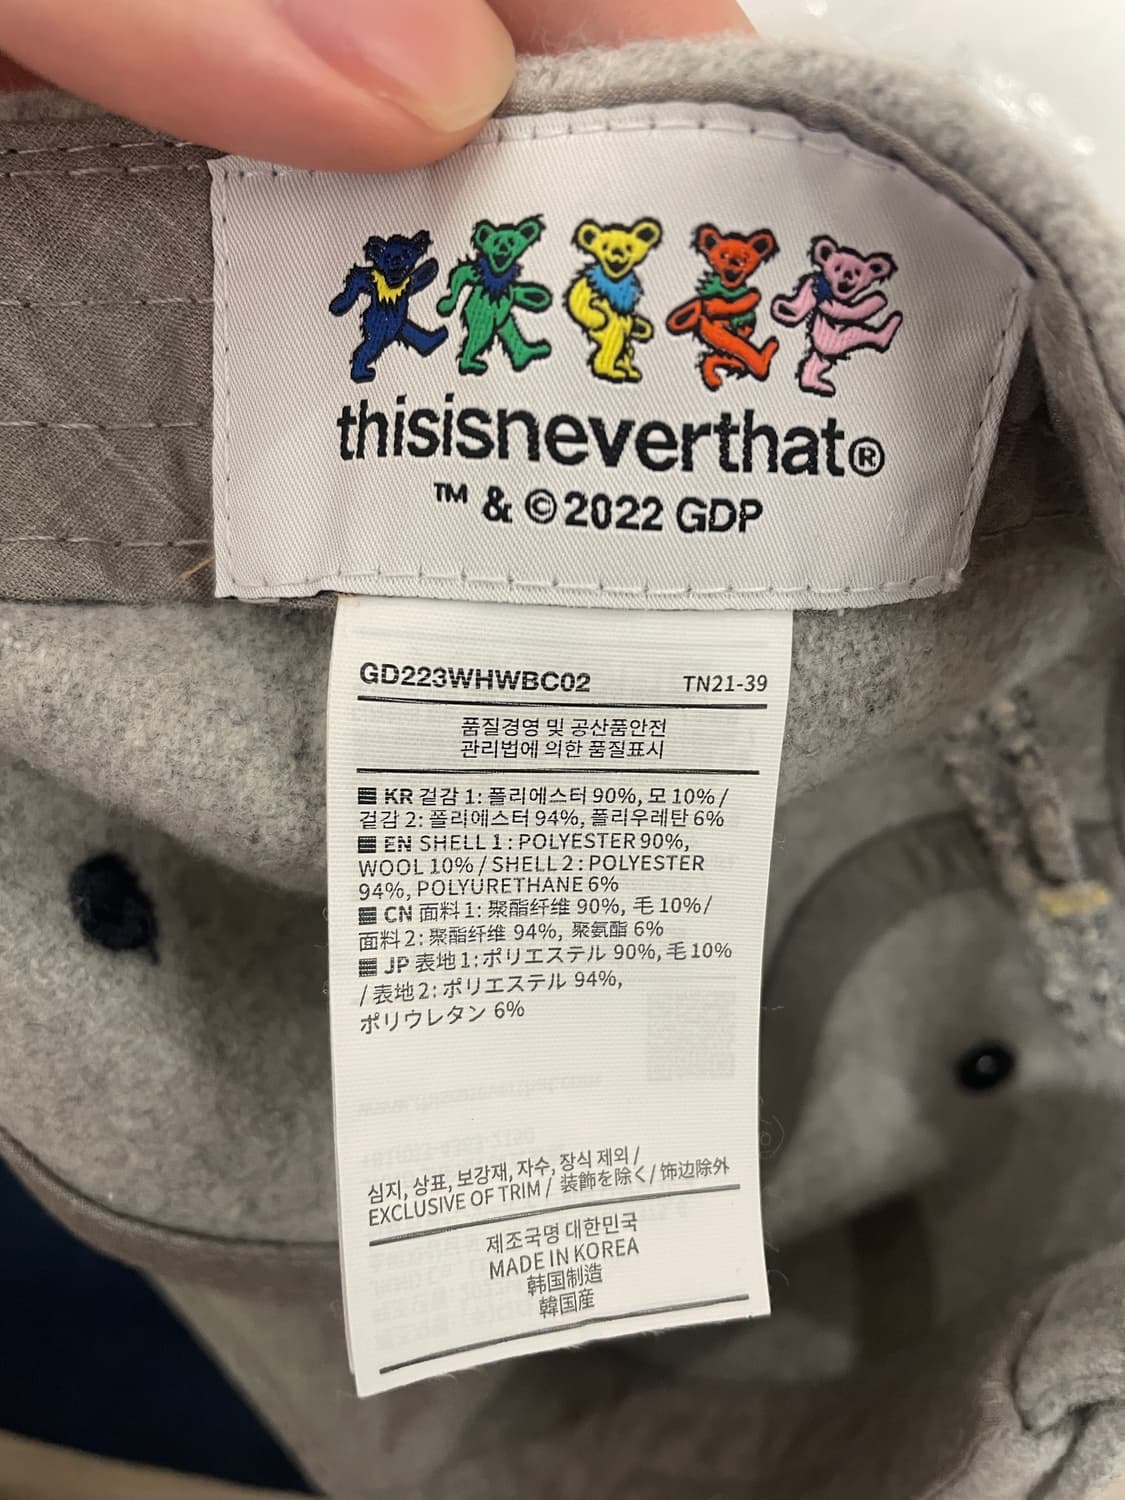 thisisneverthat®
™ & © 2022 GDP
GD223WHWBC02 TN21-39
품질경영 및 공산품안전
관리법에 의한 품질표시
KR 겉감 1: 폴리에스터 90%, 모 10% /
겉감 2: 폴리에스터 94%, 폴리우레탄 6%
EN SHELL 1: POLYESTER 90%,
WOOL 10% / SHELL 2: POLYESTER
94%, POLYURETHANE 6%
CN 面料 1: 聚酯纤维 90%, 毛 10%/
面料 2: 聚酯纤维 94%, 聚氨酯 6%
JP 表地 1: ポリエステル 90%, 毛 10%
/ 表地 2: ポリエステル 94%,
ポリウレタン 6%
심지, 상표, 보강재, 자수, 장식 제외 /
EXCLUSIVE OF TRIM / 装飾を除く/ 饰边除外
제조국명 대한민국
MADE IN KOREA
韩国制造
韓国産